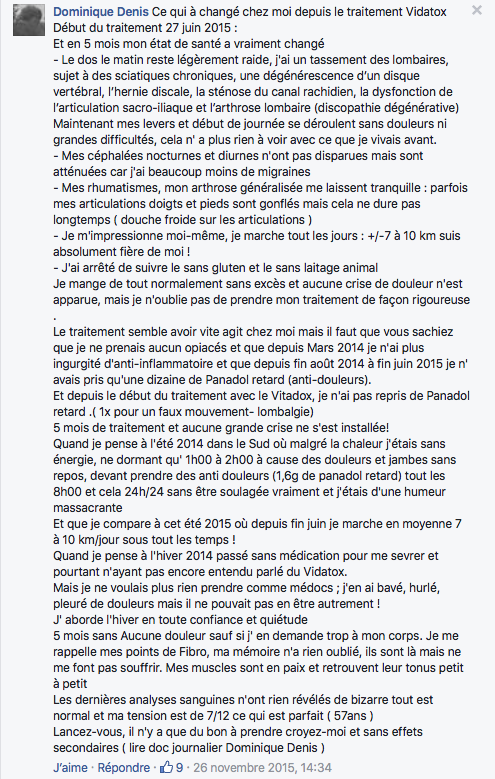 Dominique Denis Ce qui à changé chez moi depuis le traitement Vidatox
Début du traitement 27 juin 2015 :
Et en 5 mois mon état de santé a vraiment changé
- Le dos le matin reste légèrement raide, j'ai un tassement des lombaires,
sujet à des sciatiques chroniques, une dégénérescence d'un disque
vertébral, l'hernie discale, la sténose du canal rachidien, la dysfonction de
l'articulation sacro-iliaque et l'arthrose lombaire (discopathie dégénérative)
Maintenant mes levers et début de journée se déroulent sans douleurs ni
grandes difficultés, cela n' a plus rien à voir avec ce que je vivais avant.
- Mes céphalées nocturnes et diurnes n'ont pas disparues mais sont
atténuées car j'ai beaucoup moins de migraines
- Mes rhumatismes, mon arthrose généralisée me laissent tranquille : parfois
mes articulations doigts et pieds sont gonflés mais cela ne dure pas
longtemps ( douche froide sur les articulations )
- Je m'impressionne moi-même, je marche tout les jours : +/-7 à 10 km suis
absolument fière de moi !
- J'ai arrêté de suivre le sans gluten et le sans laitage animal
Je mange de tout normalement sans excès et aucune crise de douleur n'est
apparue, mais je n'oublie pas de prendre mon traitement de façon rigoureuse
.
Le traitement semble avoir vite agit chez moi mais il faut que vous sachiez
que je ne prenais aucun opiacés et que depuis Mars 2014 je n'ai plus
ingurgité d'anti-inflammatoire et que depuis fin août 2014 à fin juin 2015 je n'
avais pris qu'une dizaine de Panadol retard (anti-douleurs).
Et depuis le début du traitement avec le Vitadox, je n'ai pas repris de Panadol
retard .( 1x pour un faux mouvement- lombalgie)
5 mois de traitement et aucune grande crise ne s'est installée!
Quand je pense à l'été 2014 dans le Sud où malgré la chaleur j'étais sans
énergie, ne dormant qu' 1h00 à 2h00 à cause des douleurs et jambes sans
repos, devant prendre des anti douleurs (1,6g de panadol retard) tout les
8h00 et cela 24h/24 sans être soulagée vraiment et j'étais d'une humeur
massacrante
Et que je compare à cet été 2015 où depuis fin juin je marche en moyenne 7
à 10 km/jour sous tout les temps !
Quand je pense à l'hiver 2014 passé sans médication pour me sevrer et
pourtant n'ayant pas encore entendu parlé du Vidatox.
Mais je ne voulais plus rien prendre comme médocs ; j'en ai bavé, hurlé,
pleuré de douleurs mais il ne pouvait pas en être autrement !
J' aborde l'hiver en toute confiance et quiétude
5 mois sans Aucune douleur sauf si j' en demande trop à mon corps. Je me
rappelle mes points de Fibro, ma mémoire n'a rien oublié, ils sont là mais ne
me font pas souffrir. Mes muscles sont en paix et retrouvent leur tonus petit
à petit
Les dernières analyses sanguines n'ont rien révélés de bizarre tout est
normal et ma tension est de 7/12 ce qui est parfait ( 57ans )
Lancez-vous, il n'y a que du bon à prendre croyez-moi et sans effets
secondaires ( lire doc journalier Dominique Denis )
J'aime · Répondre · 9 · 26 novembre 2015, 14:34